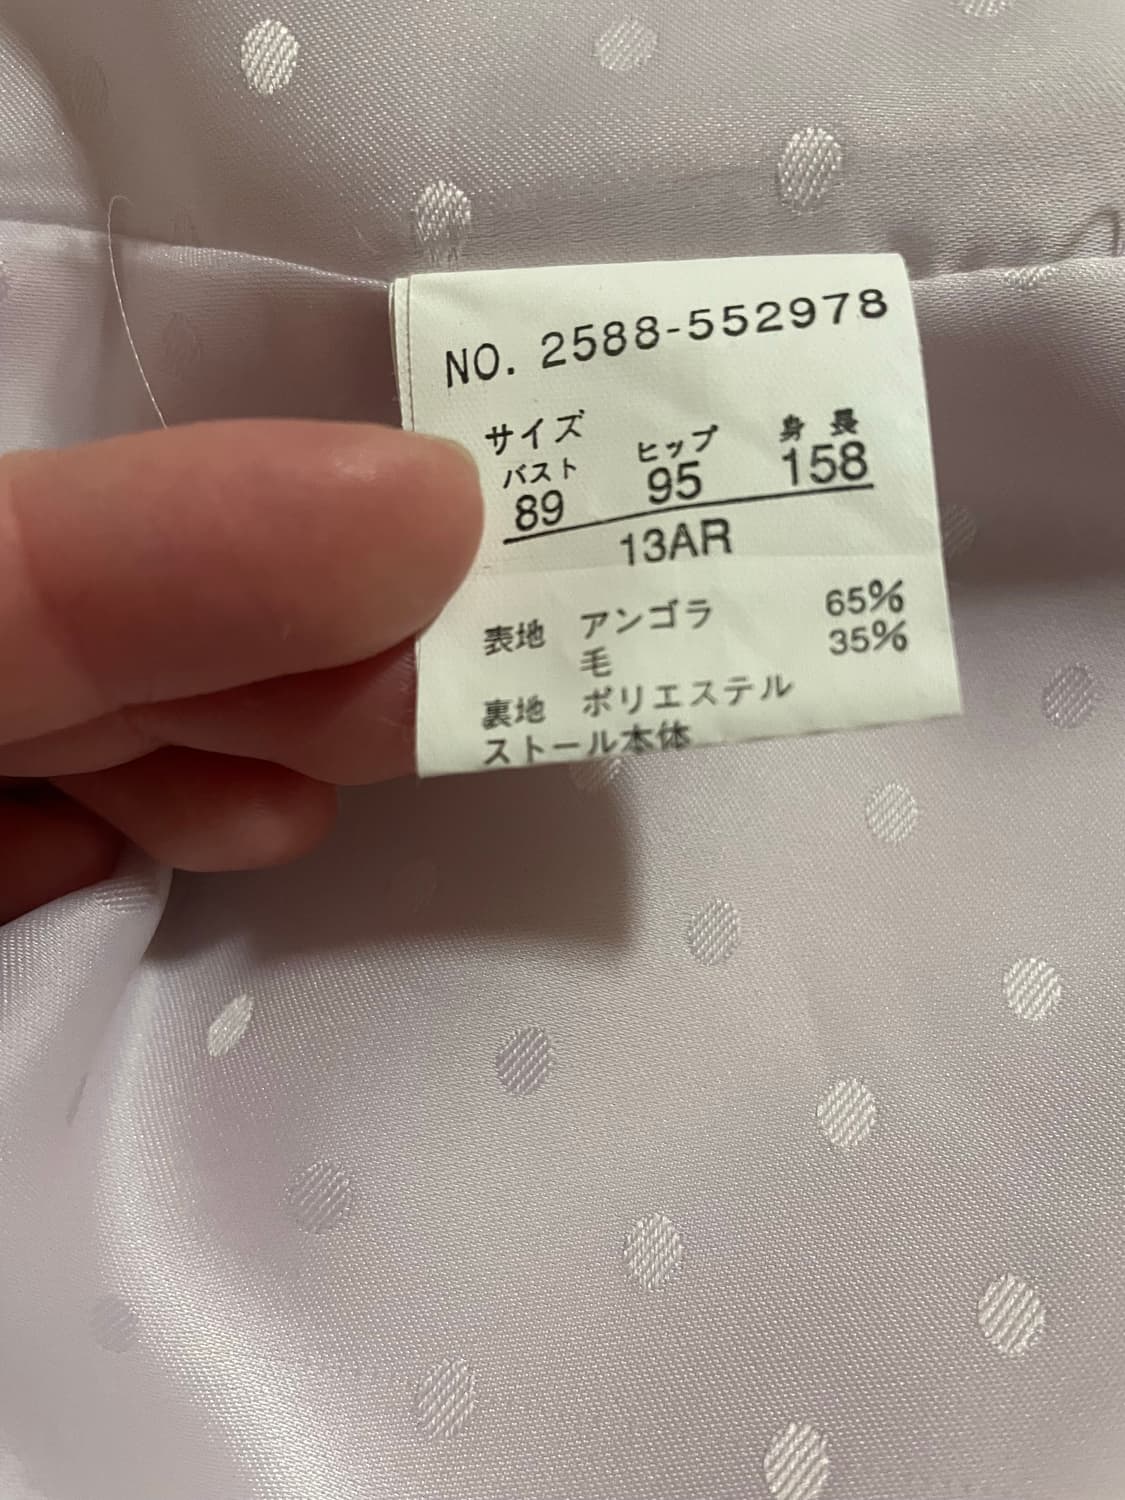 NO. 2588-552978
サイズ
バスト ヒップ 身長
89 95 158
13AR
表地 アンゴラ 65%
毛 35%
裏地 ポリエステル
ストール本体